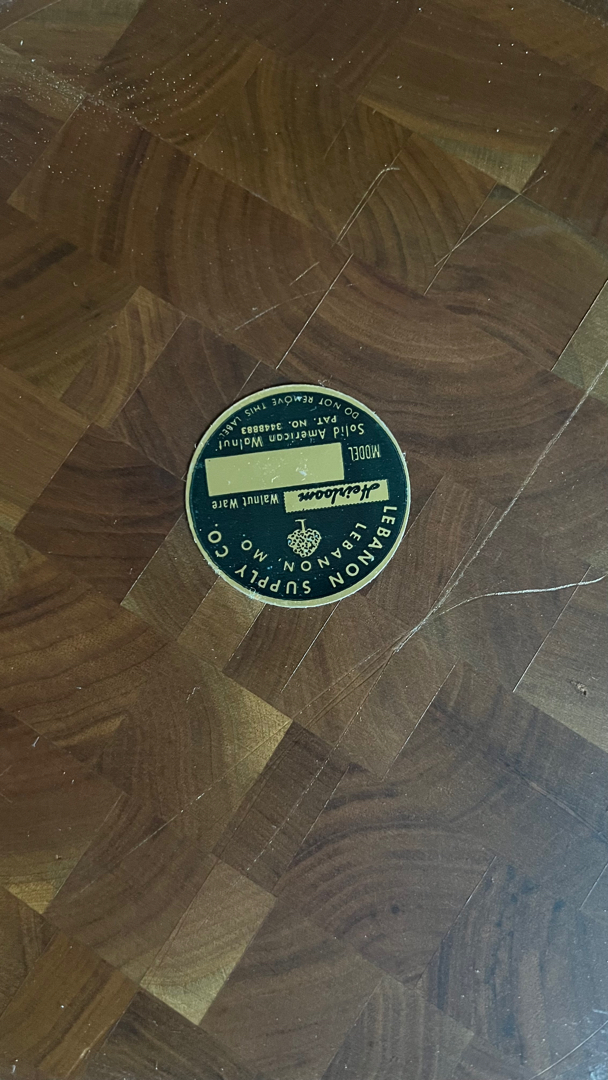 LEBANON SUPPLY CO.
LEBANON, MO.
Heirloom Walnut Ware
MODEL
Solid American Walnut
PAT. NO. 3448883
DO NOT REMOVE THIS LABEL